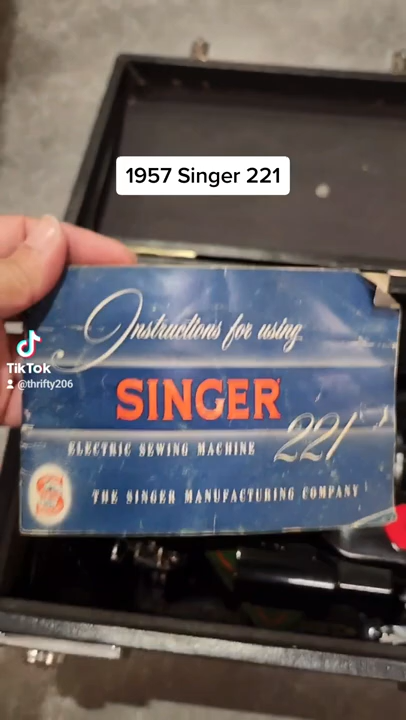 1957 Singer 221
Instructions for using
SINGER
221
ELECTRIC SEWING MACHINE
S
THE SINGER MANUFACTURING COMPANY
TikTok
@thrifty206